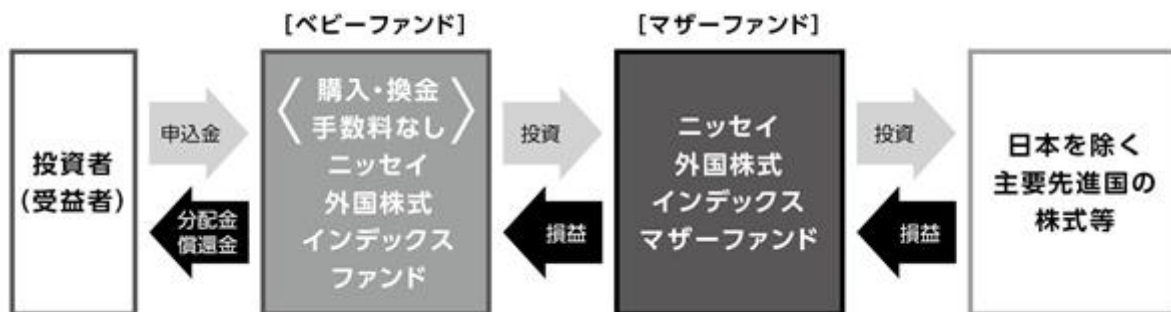 [ベビーファンド]
[マザーファンド]
投資者
(受益者)
申込金
分配金
償還金
〈購入・換金
手数料なし〉
ニッセイ
外国株式
インデックス
ファンド
投資
損益
ニッセイ
外国株式
インデックス
マザーファンド
投資
損益
日本を除く
主要先進国の
株式等